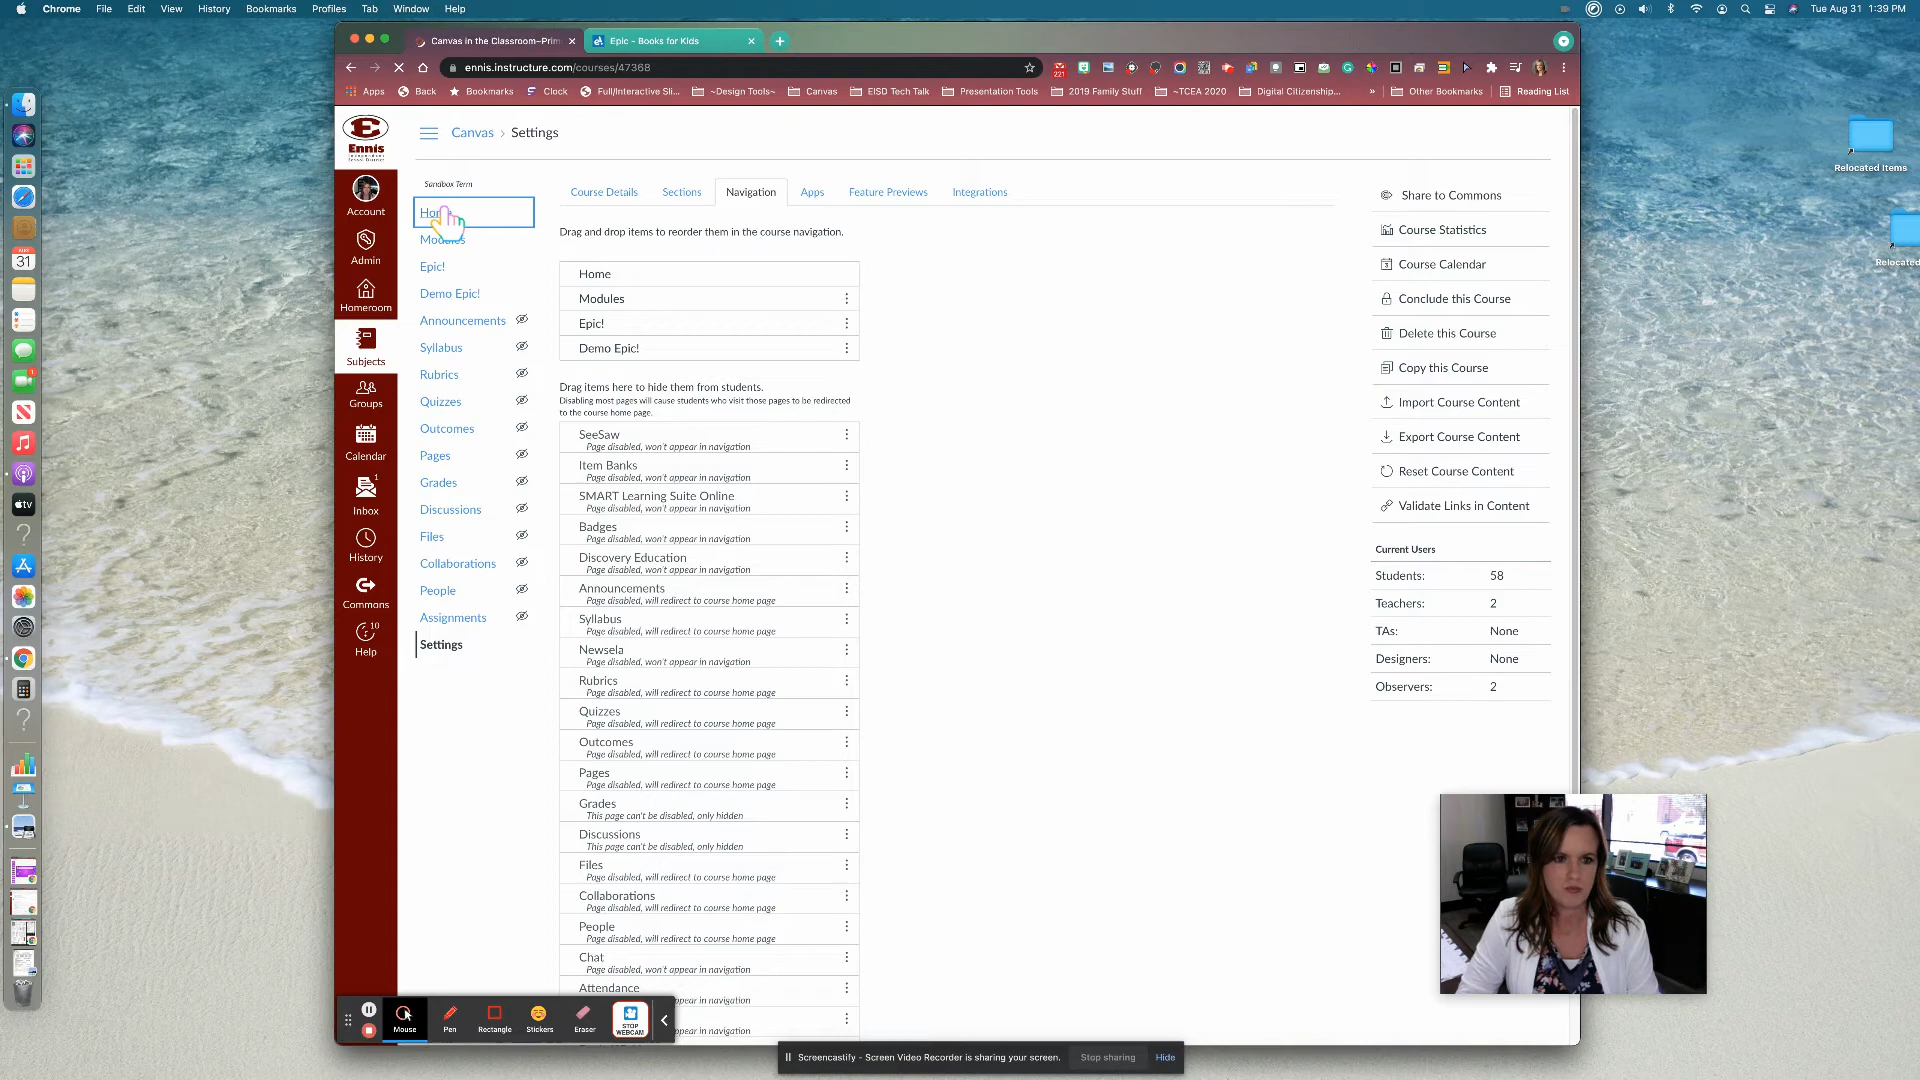 Chrome File Edit View History Bookmarks Profiles Tab Window Help
Tue Aug 31 1:39 PM
Canvas in the Classroom–Prim
Epic - Books for Kids
ennis.instructure.com/courses/47368
221
Apps Back Bookmarks Clock Full/Interactive Sli... ~Design Tools~ Canvas EISD Tech Talk Presentation Tools 2019 Family Stuff ~TCEA 2020 Digital Citizenship... » Other Bookmarks Reading List
E
Ennis
Canvas › Settings
Sandbox Term
Account
Admin
Homeroom
Subjects
Groups
Calendar
1
Inbox
History
Commons
10
Help
Modules
Epic!
Demo Epic!
Announcements
Syllabus
Rubrics
Quizzes
Outcomes
Pages
Grades
Discussions
Files
Collaborations
People
Assignments
Settings
Course Details Sections Navigation Apps Feature Previews Integrations
Drag and drop items to reorder them in the course navigation.
Home
Modules
Epic!
Demo Epic!
Drag items here to hide them from students.
Disabling most pages will cause students who visit those pages to be redirected
to the course home page.
SeeSaw
Page disabled, won't appear in navigation
Item Banks
Page disabled, won't appear in navigation
SMART Learning Suite Online
Page disabled, won't appear in navigation
Badges
Page disabled, won't appear in navigation
Discovery Education
Page disabled, won't appear in navigation
Announcements
Page disabled, will redirect to course home page
Syllabus
Page disabled, will redirect to course home page
Newsela
Page disabled, won't appear in navigation
Rubrics
Page disabled, will redirect to course home page
Quizzes
Page disabled, will redirect to course home page
Outcomes
Page disabled, will redirect to course home page
Pages
Page disabled, will redirect to course home page
Grades
This page can't be disabled, only hidden
Discussions
This page can't be disabled, only hidden
Files
Page disabled, will redirect to course home page
Collaborations
Page disabled, will redirect to course home page
People
Page disabled, will redirect to course home page
Chat
Page disabled, won't appear in navigation
Attendance
pear in navigation
pear in navigation
Share to Commons
Course Statistics
Course Calendar
Conclude this Course
Delete this Course
Copy this Course
Import Course Content
Export Course Content
Reset Course Content
Validate Links in Content
Current Users
Students: 58
Teachers: 2
TAs: None
Designers: None
Observers: 2
Relocated Items
Relocated
31
tv
Mouse Pen Rectangle Stickers Eraser STOP WEBCAM
Screencastify - Screen Video Recorder is sharing your screen. Stop sharing Hide